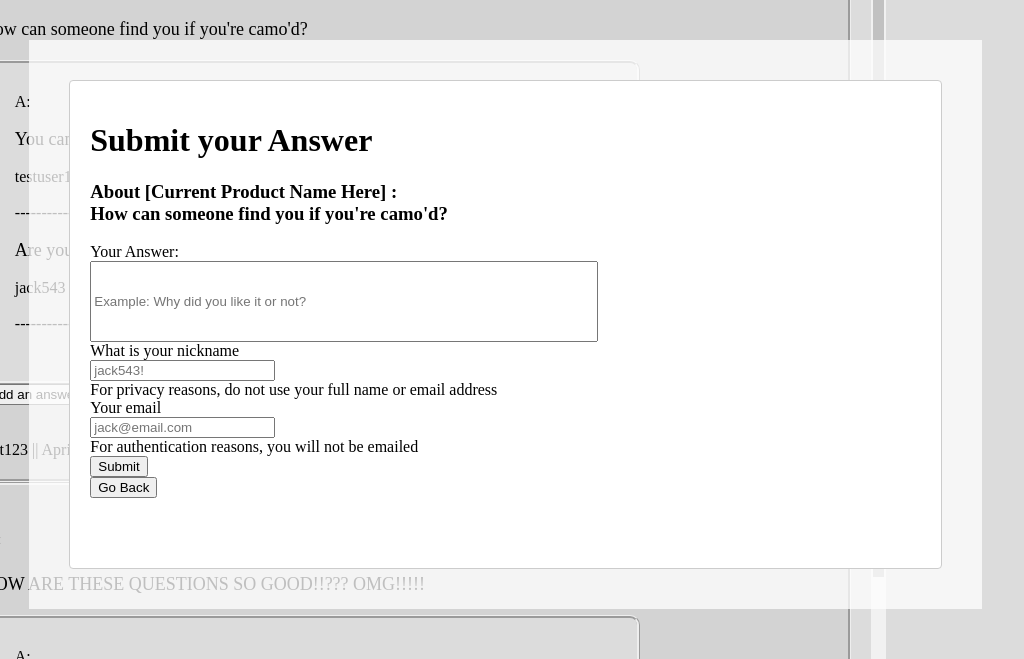 ow can someone find you if you're camo'd?
A:
You can
testuser1
Are you
jack543
dd an answe
t123 || Apri
OW ARE THESE QUESTIONS SO GOOD!!??? OMG!!!!!
A:
Submit your Answer
About [Current Product Name Here] :
How can someone find you if you're camo'd?
Your Answer:
Example: Why did you like it or not?
What is your nickname
jack543!
For privacy reasons, do not use your full name or email address
Your email
jack@email.com
For authentication reasons, you will not be emailed
Submit
Go Back